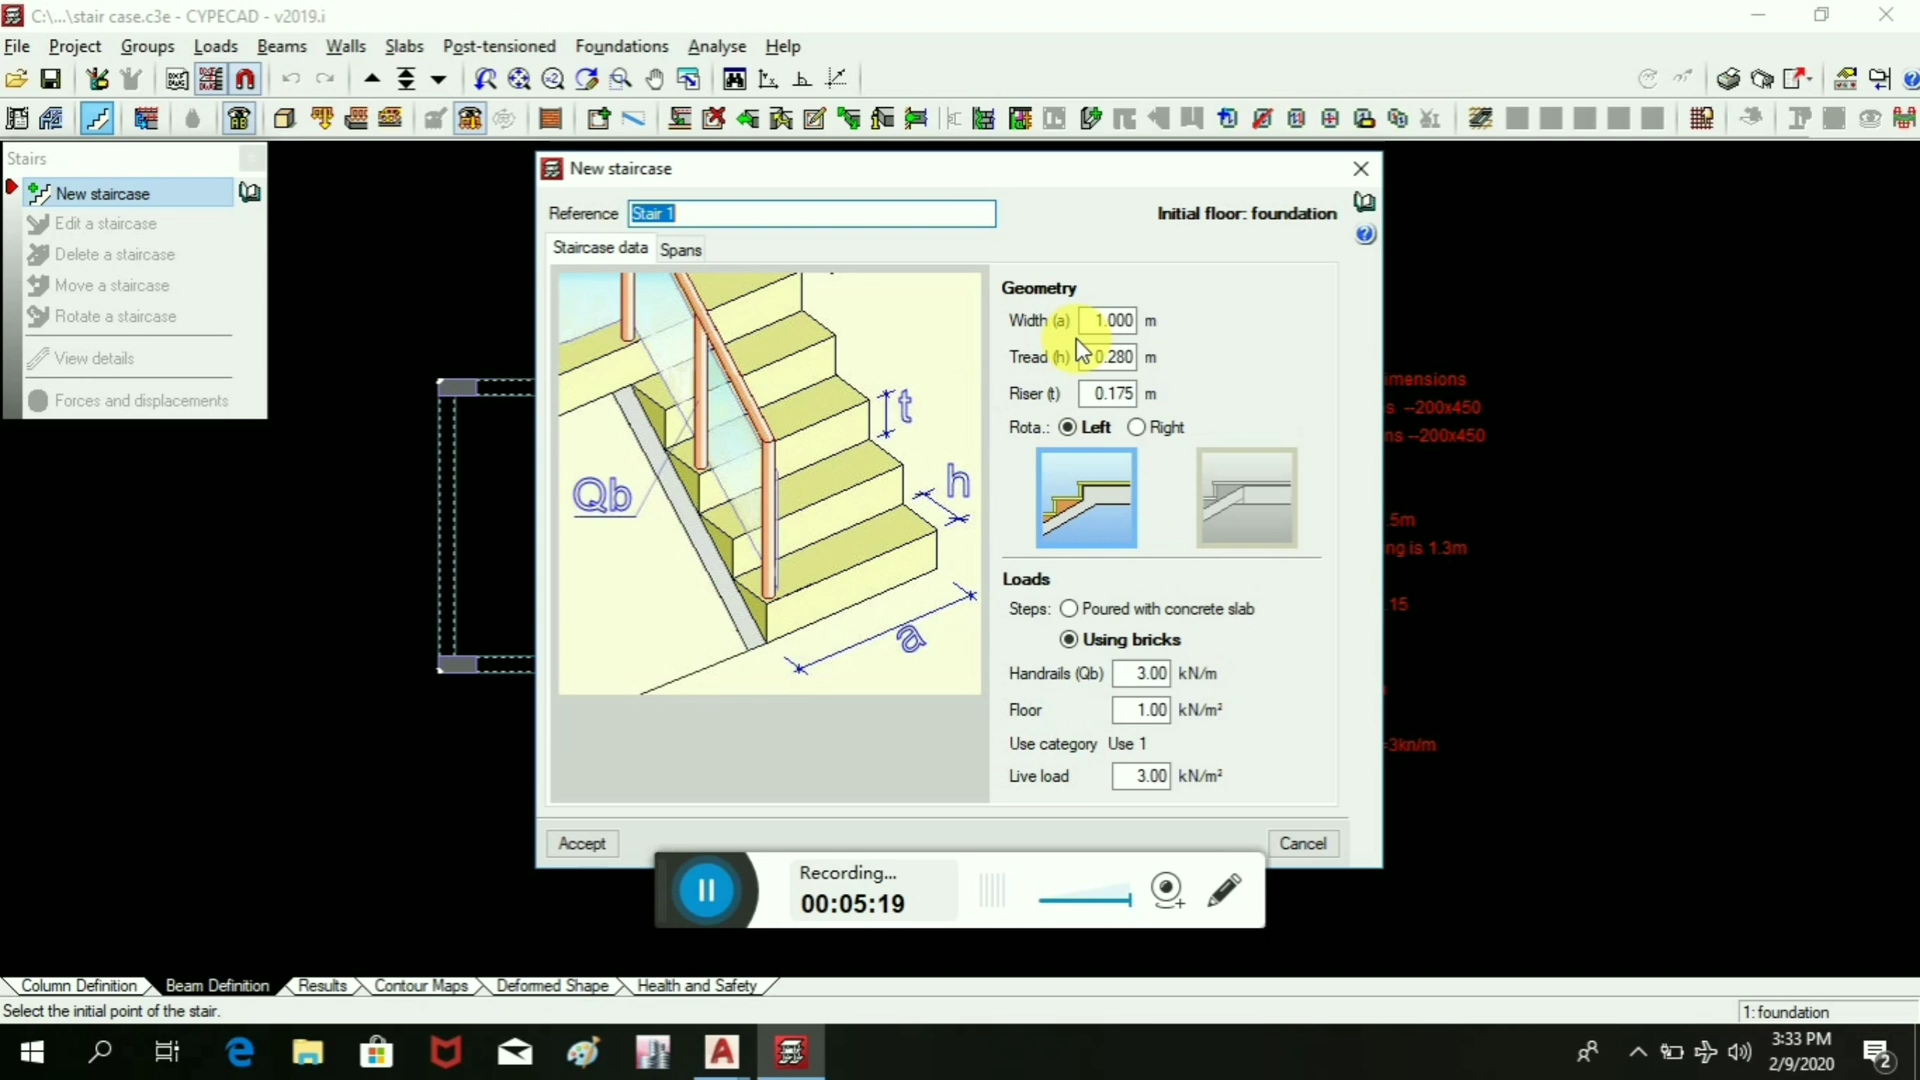 C:\...\stair case.c3e - CYPECAD - v2019.i
File Project Groups Loads Beams Walls Slabs Post-tensioned Foundations Analyse Help
Stairs
New staircase
Edit a staircase
Delete a staircase
Move a staircase
Rotate a staircase
View details
Forces and displacements
New staircase
Reference Stair 1 Initial floor: foundation
Staircase data Spans
Qb
t
h
a
Geometry
Width (a) 1.000 m
Tread (h) 0.280 m
Riser (t) 0.175 m
Rota.: Left Right
Loads
Steps: Poured with concrete slab
Using bricks
Handrails (Qb) 3.00 kN/m
Floor 1.00 kN/m²
Use category Use 1
Live load 3.00 kN/m²
Accept Cancel
imensions
s --200x450
ns --200x450
.5m
ng is 1.3m
.15
=3kn/m
Recording...
00:05:19
Column Definition Beam Definition Results Contour Maps Deformed Shape Health and Safety
Select the initial point of the stair. 1: foundation
3:33 PM
2/9/2020
2